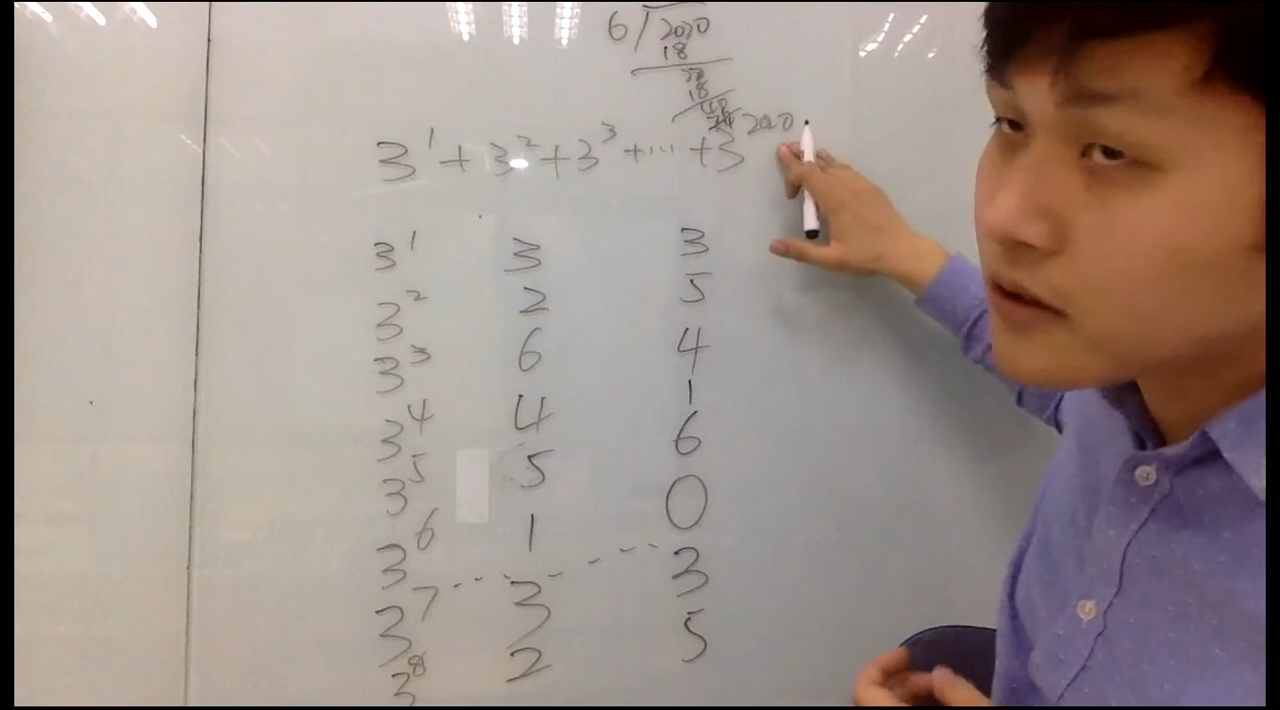 6 / 2020
18
20
18
3¹ + 3² + 3³ + ... + 3²⁰²⁰
3¹ 3 3
3² 2 5
3³ 6 4
3⁴ 4 1
3⁵ 5 6
3⁶ 1 0
3⁷ 3 3
3⁸ 2 5